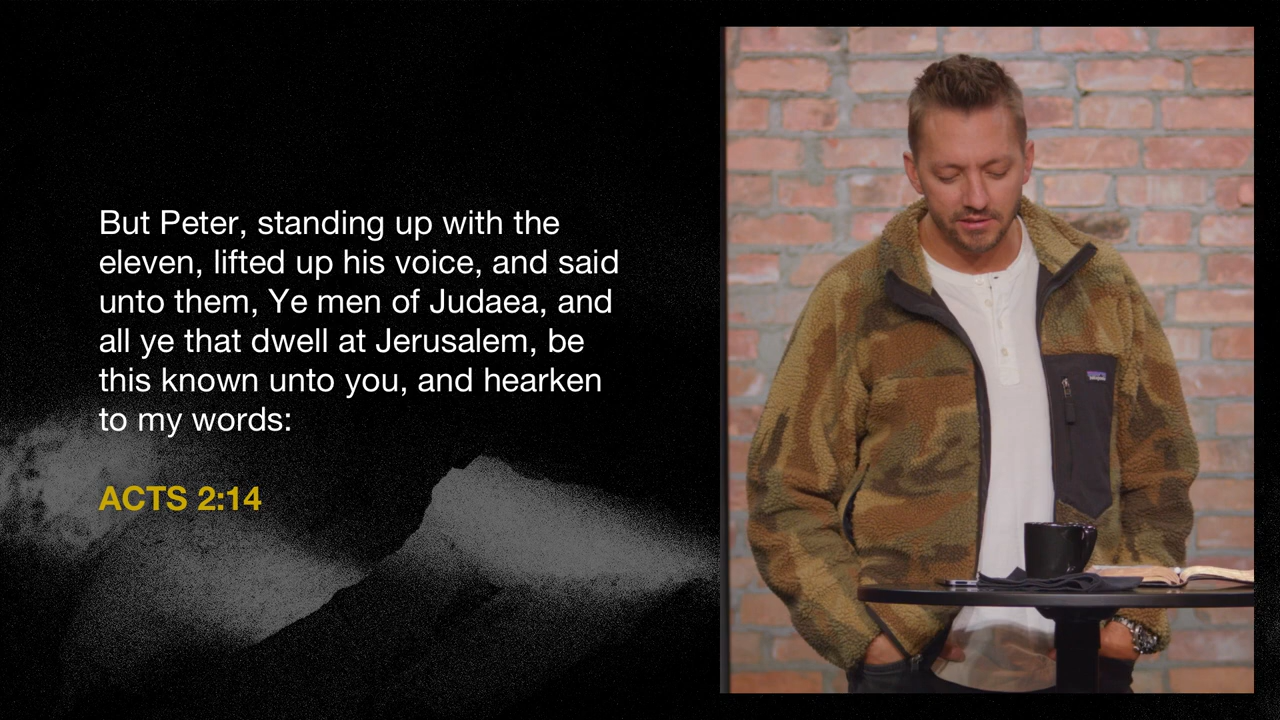 But Peter, standing up with the
eleven, lifted up his voice, and said
unto them, Ye men of Judaea, and
all ye that dwell at Jerusalem, be
this known unto you, and hearken
to my words:
ACTS 2:14